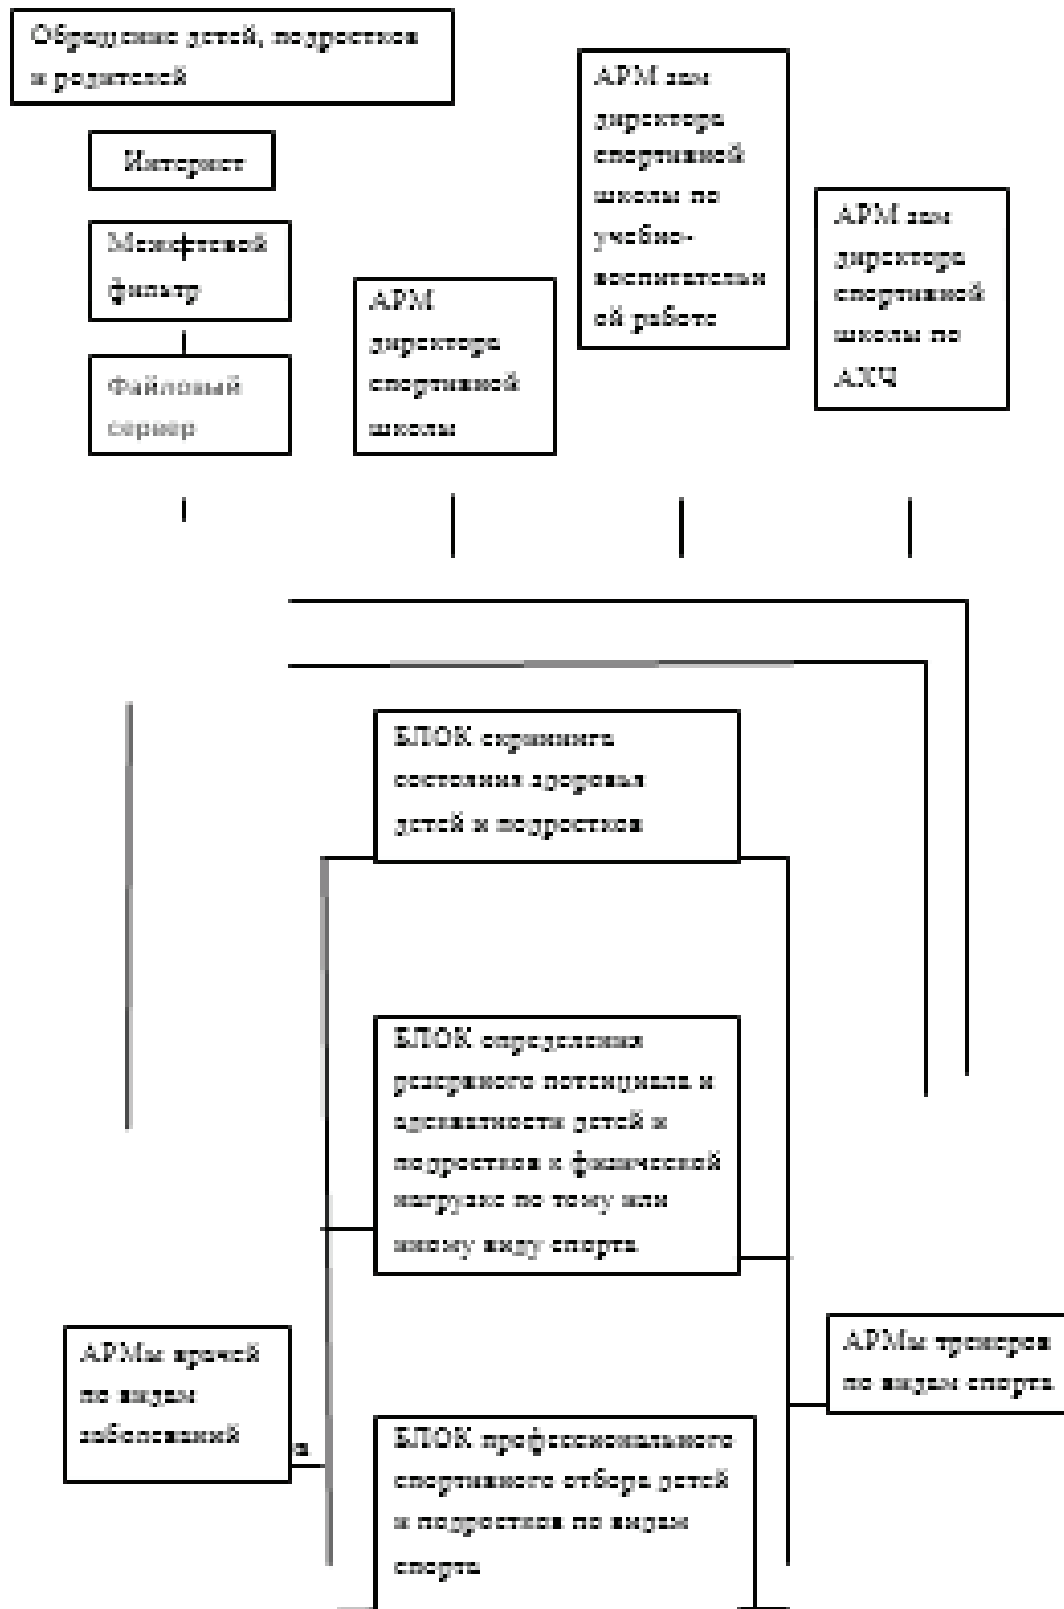 Обращение детей, подростков
и родителей
Интернет
Межсетевой
фильтр
Файловый
сервер
АРМ
директора
спортивной
школы
АРМ зам
директора
спортивной
школы по
учебно-
воспитательн
ой работе
АРМ зам
директора
спортивной
школы по
АХЧ
БЛОК скрининга
состояния здоровья
детей и подростков
БЛОК определения
резервного потенциала и
адекватности детей и
подростков к физической
нагрузке по тому или
иному виду спорта
АРМы врачей
по видам
заболеваний
АРМы тренеров
по видам спорта
БЛОК профессионального
спортивного отбора детей
и подростков по видам
спорта